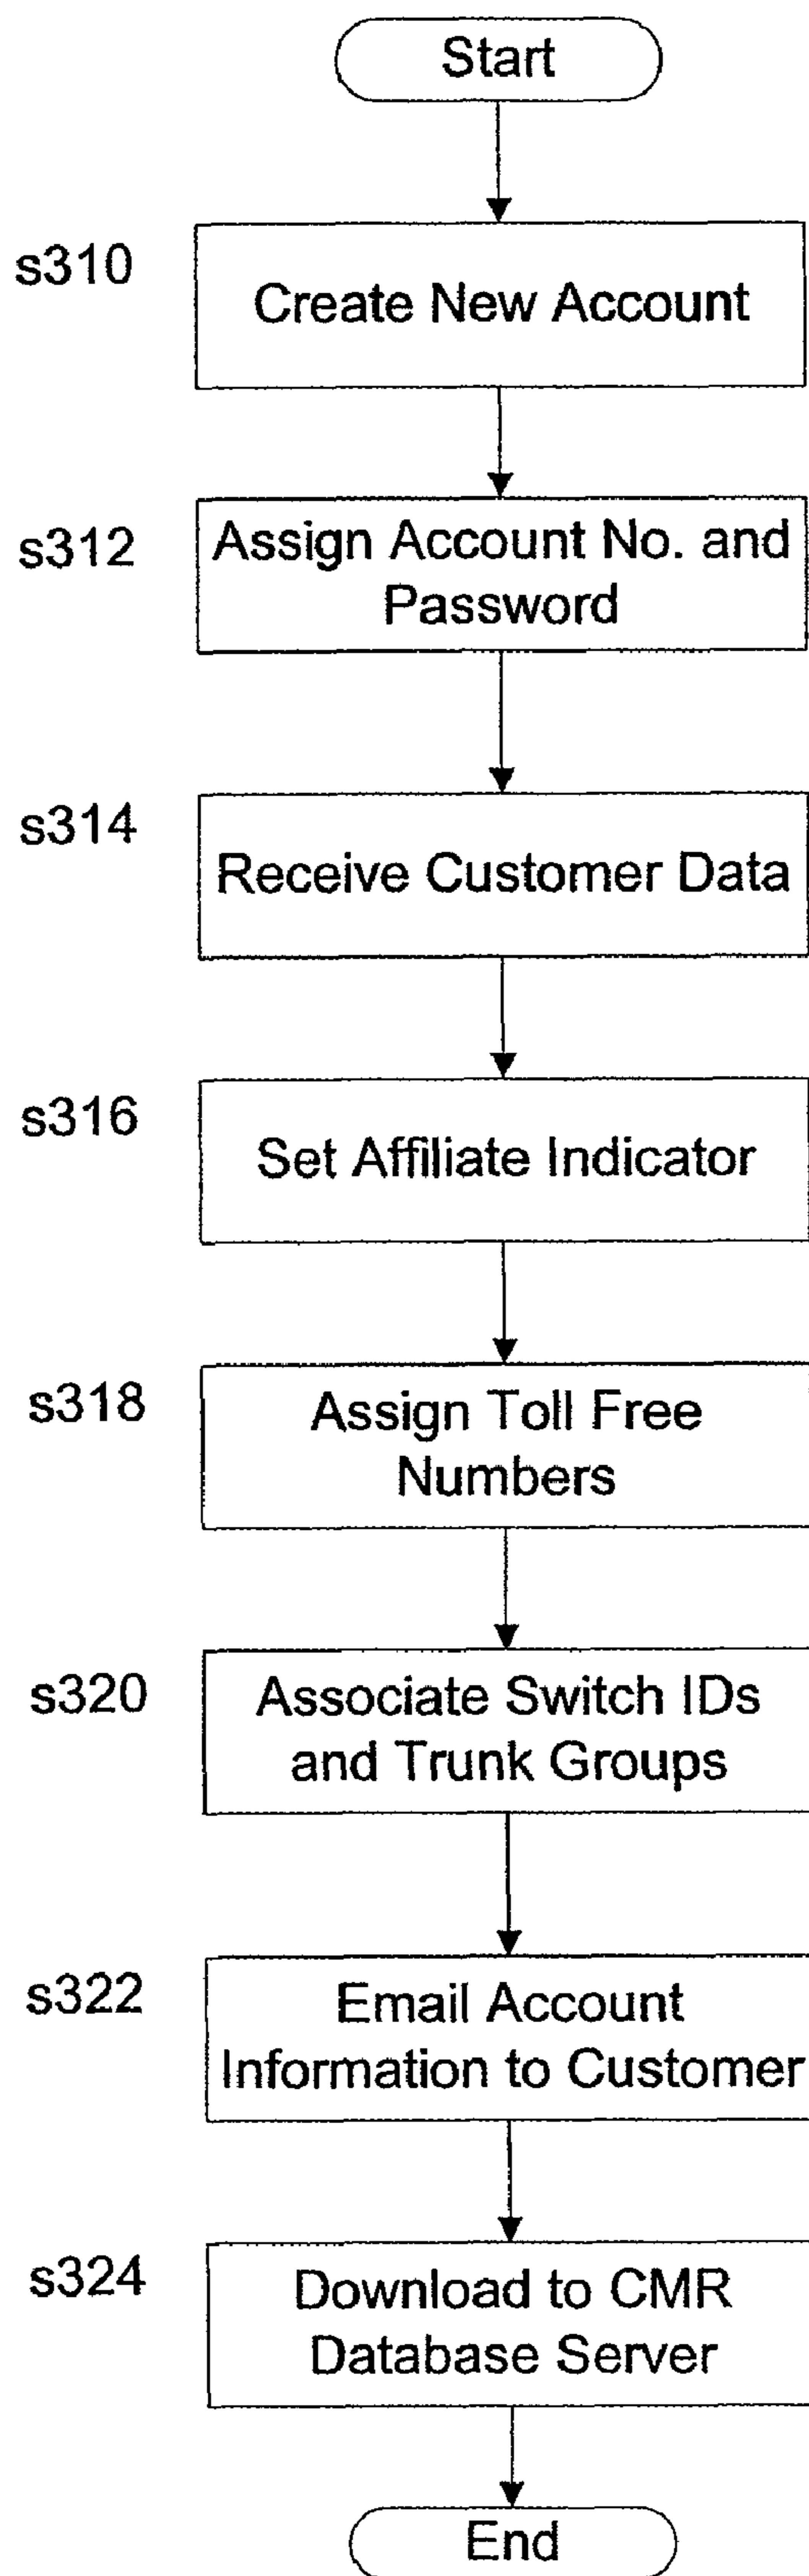 Start
s310
Create New Account
s312
Assign Account No. and
Password
s314
Receive Customer Data
s316
Set Affiliate Indicator
s318
Assign Toll Free
Numbers
s320
Associate Switch IDs
and Trunk Groups
s322
Email Account
Information to Customer
s324
Download to CMR
Database Server
End